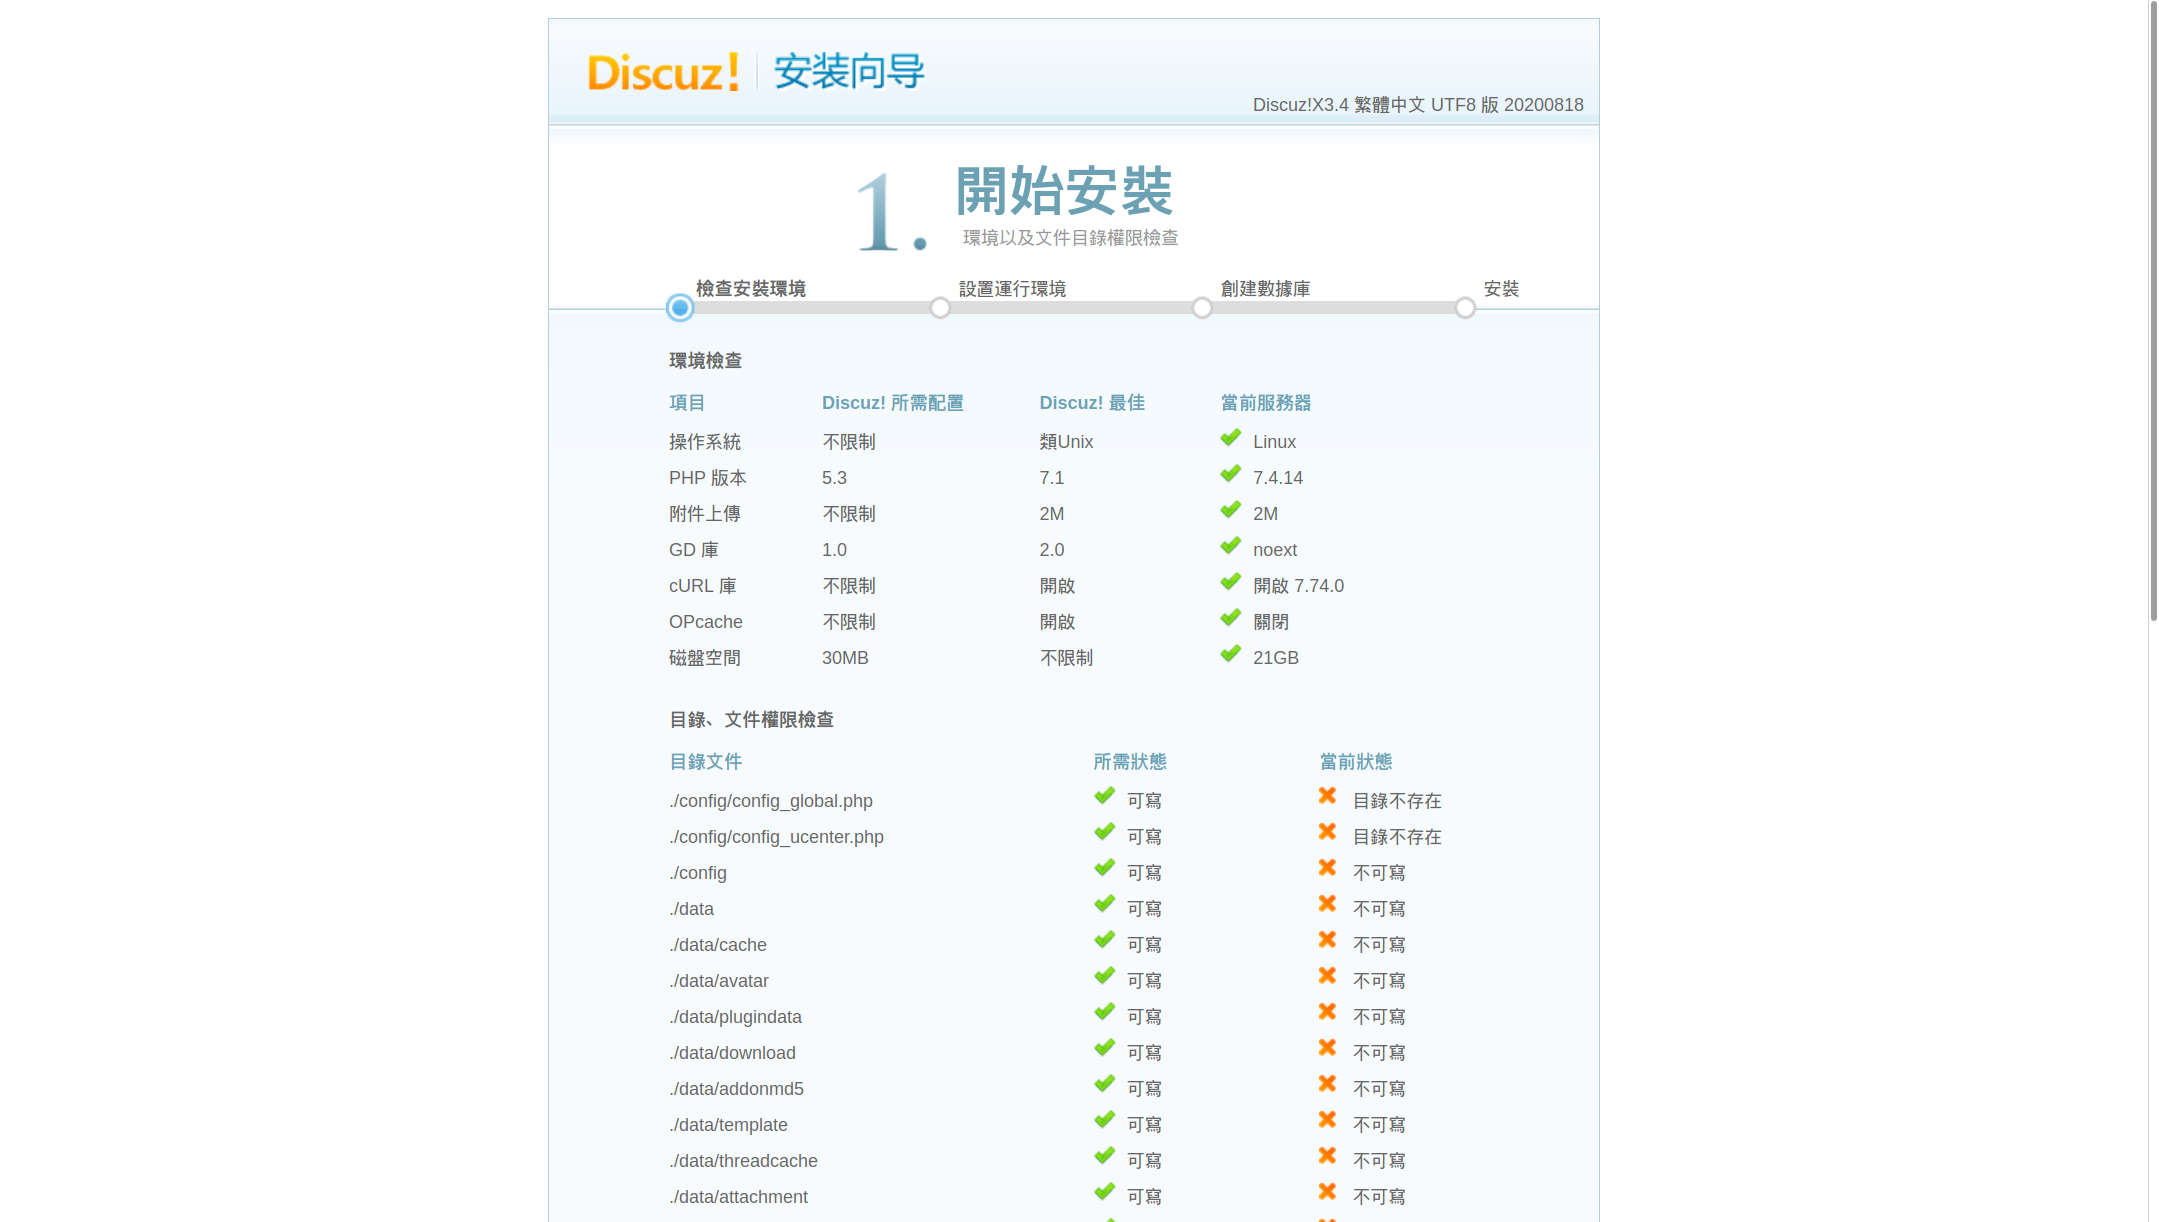 Discuz! 安装向导
Discuz!X3.4 繁體中文 UTF8 版 20200818
1. 開始安裝
環境以及文件目錄權限檢查
檢查安裝環境 設置運行環境 創建數據庫 安裝
環境檢查
項目 Discuz! 所需配置 Discuz! 最佳 當前服務器
操作系統 不限制 類Unix Linux
PHP 版本 5.3 7.1 7.4.14
附件上傳 不限制 2M 2M
GD 庫 1.0 2.0 noext
cURL 庫 不限制 開啟 開啟 7.74.0
OPcache 不限制 開啟 關閉
磁盤空間 30MB 不限制 21GB
目錄、文件權限檢查
目錄文件 所需狀態 當前狀態
./config/config_global.php 可寫 目錄不存在
./config/config_ucenter.php 可寫 目錄不存在
./config 可寫 不可寫
./data 可寫 不可寫
./data/cache 可寫 不可寫
./data/avatar 可寫 不可寫
./data/plugindata 可寫 不可寫
./data/download 可寫 不可寫
./data/addonmd5 可寫 不可寫
./data/template 可寫 不可寫
./data/threadcache 可寫 不可寫
./data/attachment 可寫 不可寫